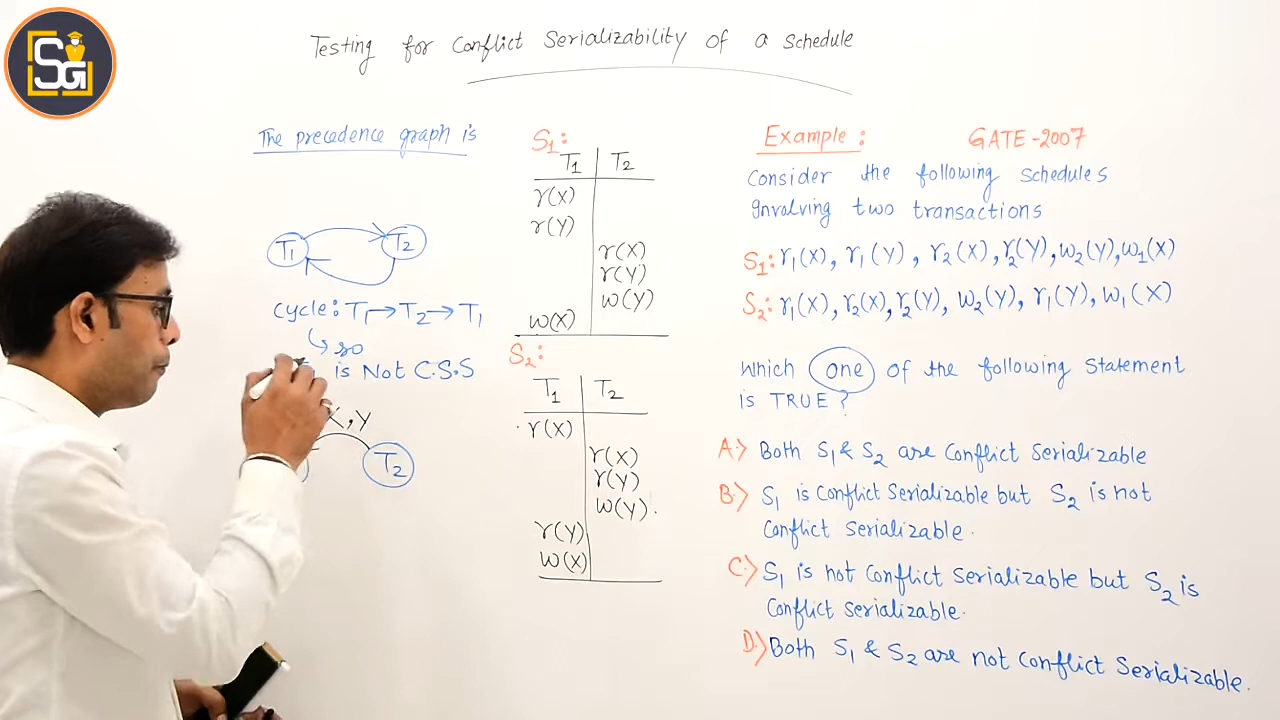 SG
Testing for Conflict Serializability of a schedule
The precedence graph is
T1 T2
cycle: T1→T2→T1
so
is Not C.S.S
X,Y
T2
S1:
T1 T2
r(X)
r(Y)
r(X)
r(Y)
w(Y)
w(X)
S2:
T1 T2
r(X)
r(X)
r(Y)
w(Y).
r(Y)
w(X)
Example: GATE-2007
Consider the following schedules
Involving two transactions
S1: r1(X), r1(Y), r2(X), r2(Y), w2(Y), w1(X)
S2: r1(X), r2(X), r2(Y), w2(Y), r1(Y), w1(X)
Which one of the following Statement
is TRUE?
A.> Both S1 & S2 are Conflict Serializable
B.> S1 is Conflict Serializable but S2 is not
Conflict Serializable.
C.> S1 is not Conflict Serializable but S2 is
Conflict Serializable.
D.> Both S1 & S2 are not Conflict Serializable.